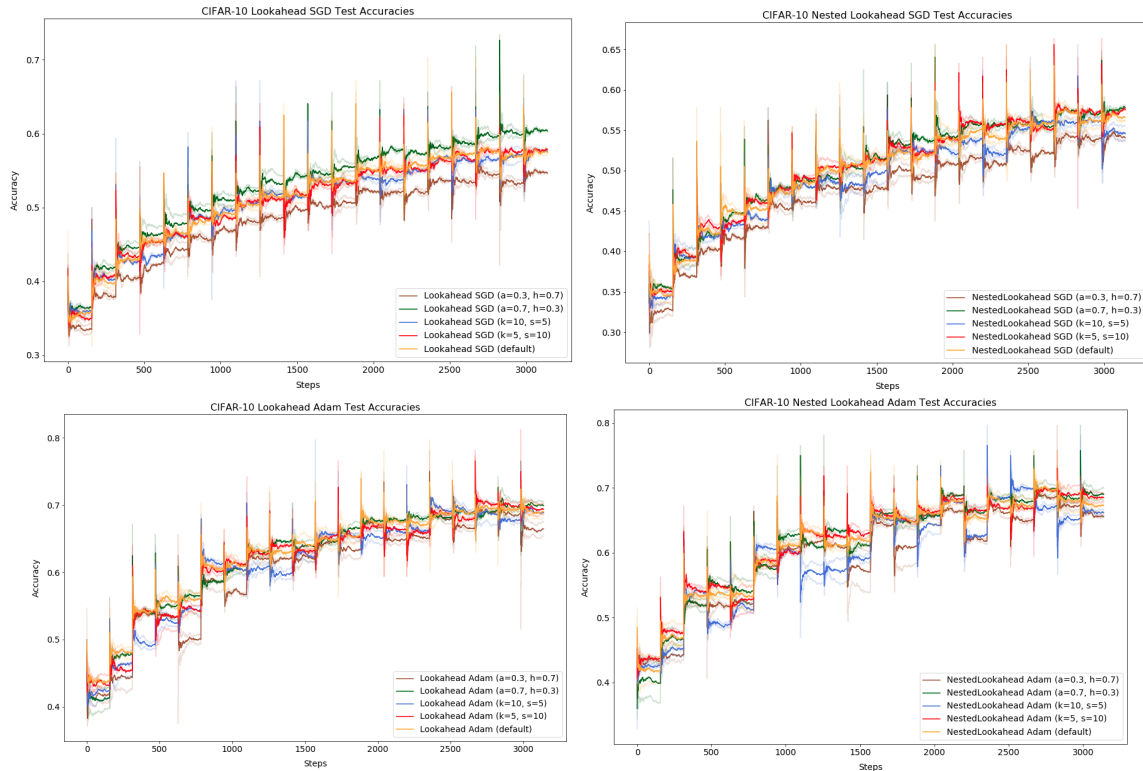 CIFAR-10 Lookahead SGD Test Accuracies
0.7
0.6
0.5
0.4
0.3
Accuracy
0 500 1000 1500 2000 2500 3000
Steps
Lookahead SGD (a=0.3, h=0.7)
Lookahead SGD (a=0.7, h=0.3)
Lookahead SGD (k=10, s=5)
Lookahead SGD (k=5, s=10)
Lookahead SGD (default)
CIFAR-10 Nested Lookahead SGD Test Accuracies
0.65
0.60
0.55
0.50
0.45
0.40
0.35
0.30
Accuracy
0 500 1000 1500 2000 2500 3000
Steps
NestedLookahead SGD (a=0.3, h=0.7)
NestedLookahead SGD (a=0.7, h=0.3)
NestedLookahead SGD (k=10, s=5)
NestedLookahead SGD (k=5, s=10)
NestedLookahead SGD (default)
CIFAR-10 Lookahead Adam Test Accuracies
0.8
0.7
0.6
0.5
0.4
Accuracy
0 500 1000 1500 2000 2500 3000
Steps
Lookahead Adam (a=0.3, h=0.7)
Lookahead Adam (a=0.7, h=0.3)
Lookahead Adam (k=10, s=5)
Lookahead Adam (k=5, s=10)
Lookahead Adam (default)
CIFAR-10 Nested Lookahead Adam Test Accuracies
0.8
0.7
0.6
0.5
0.4
Accuracy
0 500 1000 1500 2000 2500 3000
Steps
NestedLookahead Adam (a=0.3, h=0.7)
NestedLookahead Adam (a=0.7, h=0.3)
NestedLookahead Adam (k=10, s=5)
NestedLookahead Adam (k=5, s=10)
NestedLookahead Adam (default)